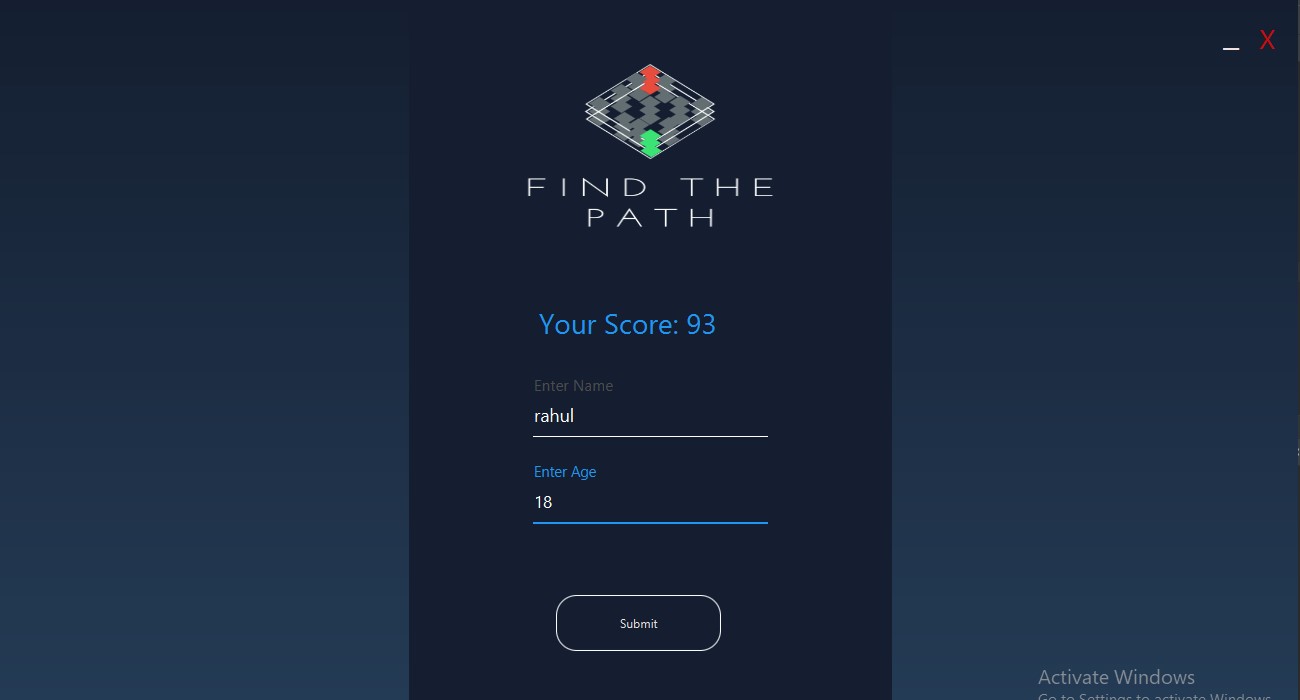 X
FIND THE
PATH
Your Score: 93
Enter Name
rahul
Enter Age
18
Submit
Activate Windows
Go to Settings to activate Windows.